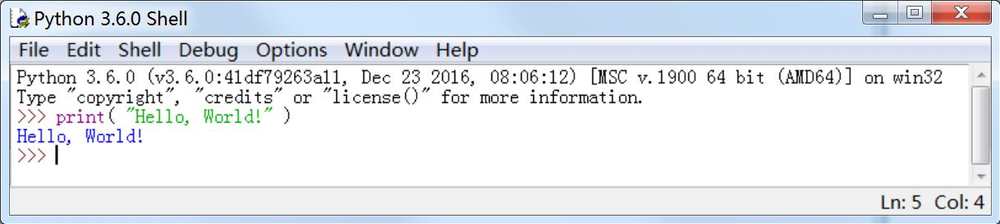 Python 3.6.0 Shell
File Edit Shell Debug Options Window Help
Python 3.6.0 (v3.6.0:41df79263a11, Dec 23 2016, 08:06:12) [MSC v.1900 64 bit (AMD64)] on win32
Type "copyright", "credits" or "license()" for more information.
>>> print( "Hello, World!" )
Hello, World!
>>>
Ln: 5 Col: 4